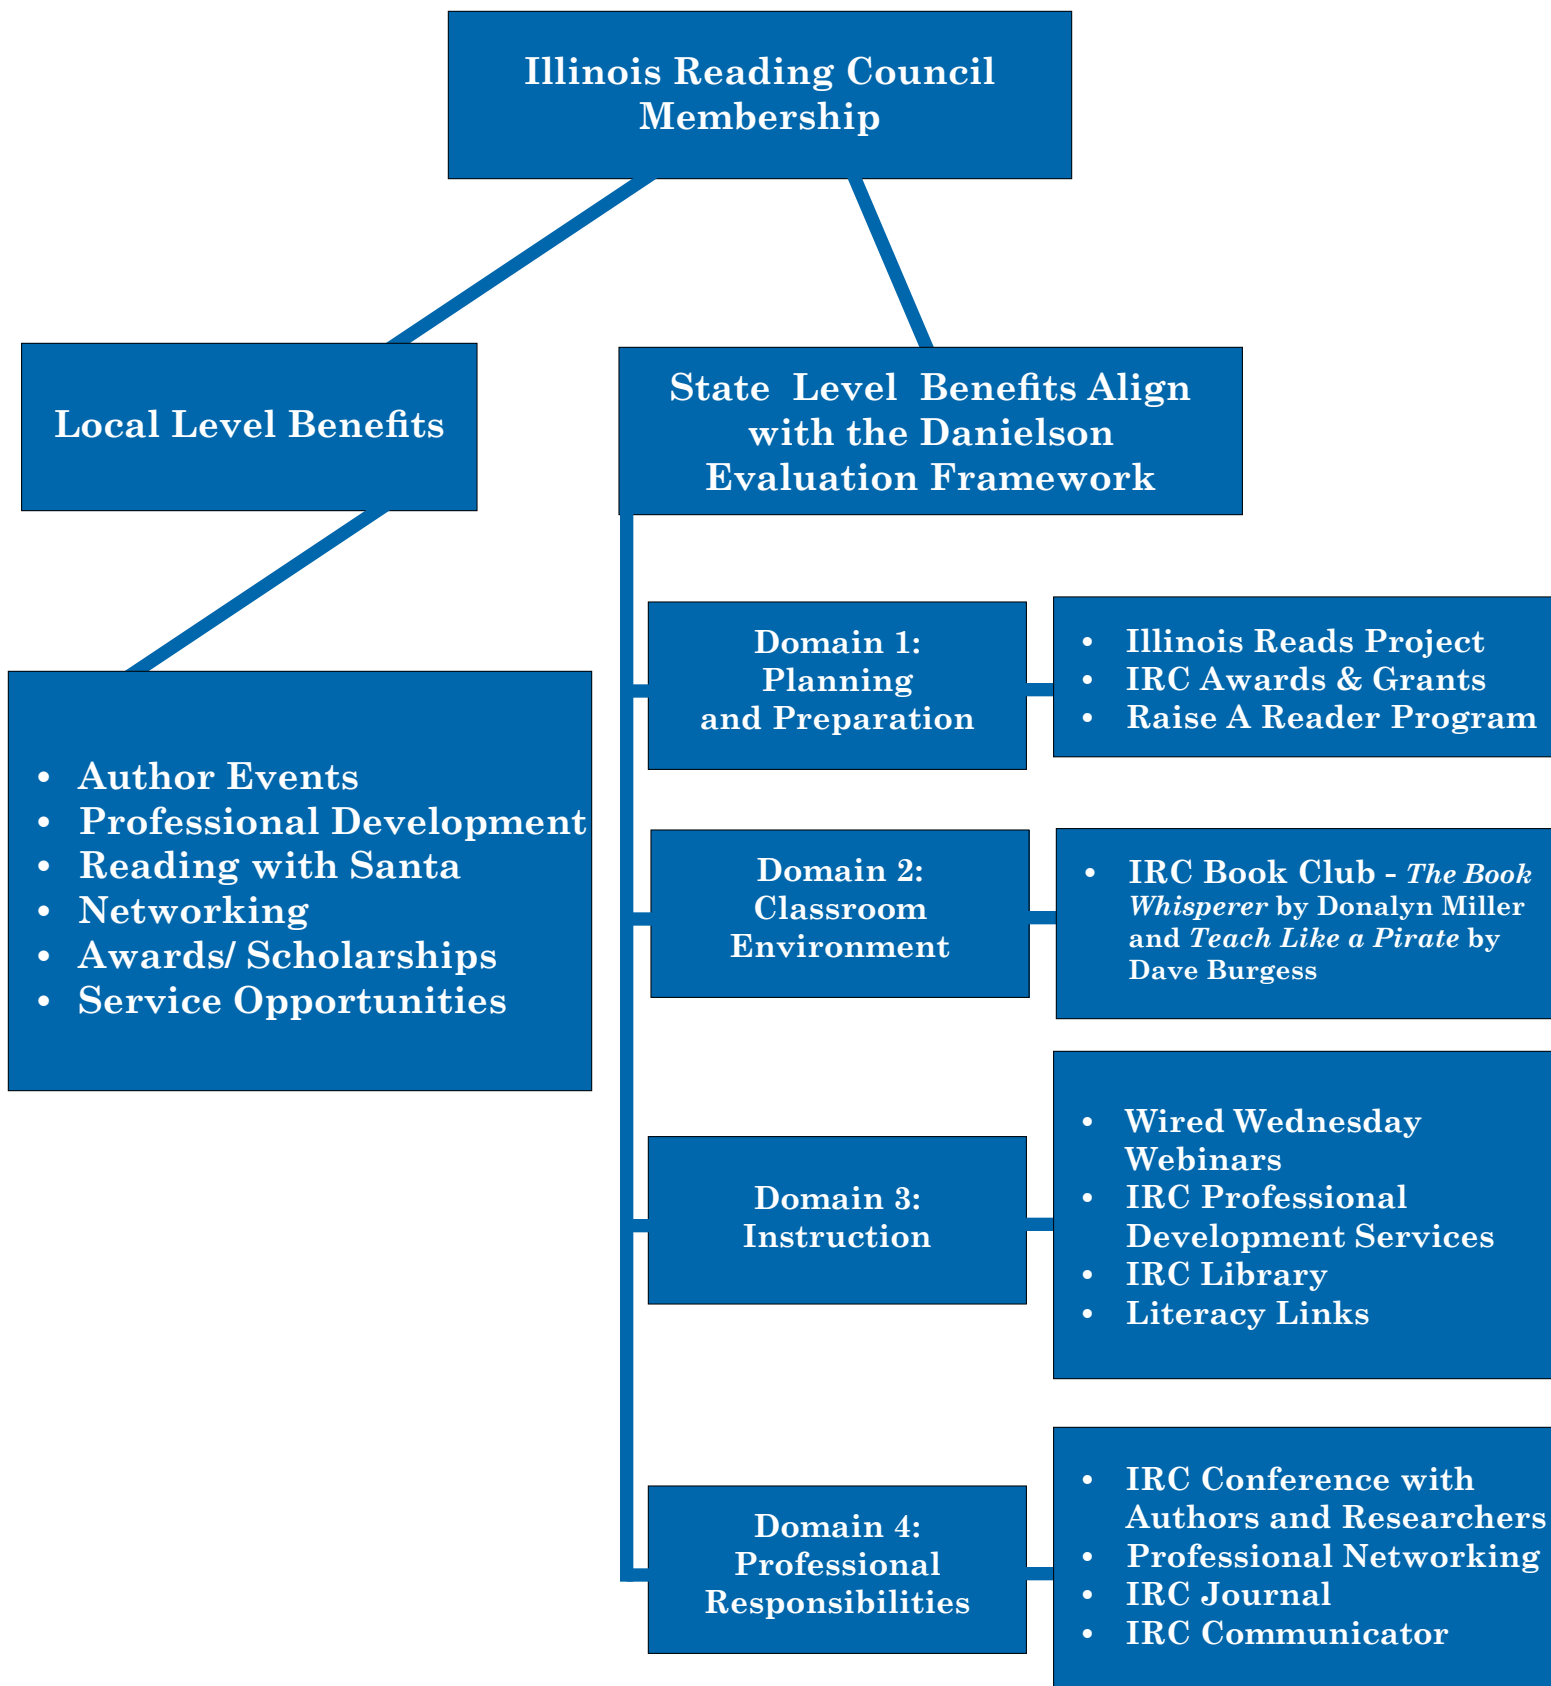 Illinois Reading Council
Membership
Local Level Benefits
• Author Events
• Professional Development
• Reading with Santa
• Networking
• Awards/ Scholarships
• Service Opportunities
State Level Benefits Align
with the Danielson
Evaluation Framework
Domain 1:
Planning
and Preparation
• Illinois Reads Project
• IRC Awards & Grants
• Raise A Reader Program
Domain 2:
Classroom
Environment
• IRC Book Club - The Book
Whisperer by Donalyn Miller
and Teach Like a Pirate by
Dave Burgess
Domain 3:
Instruction
• Wired Wednesday
Webinars
• IRC Professional
Development Services
• IRC Library
• Literacy Links
Domain 4:
Professional
Responsibilities
• IRC Conference with
Authors and Researchers
• Professional Networking
• IRC Journal
• IRC Communicator